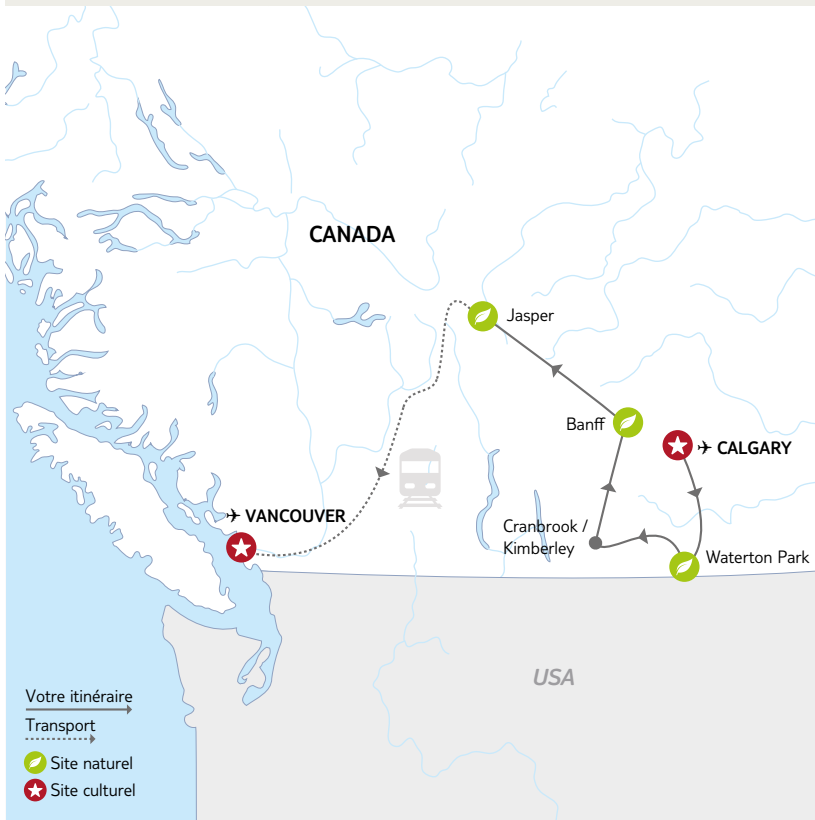 CANADA
Jasper
Banff
CALGARY
VANCOUVER
Cranbrook /
Kimberley
Waterton Park
USA
Votre itinéraire
Transport
Site naturel
Site culturel